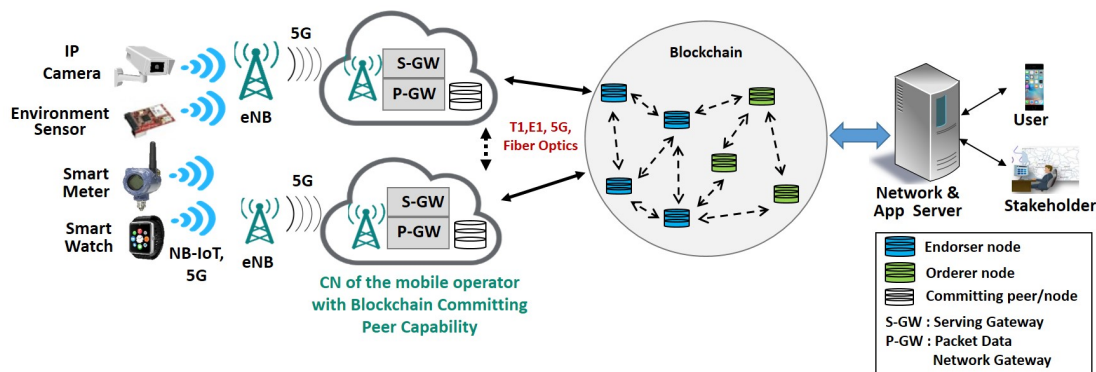 IP
Camera
Environment
Sensor
Smart
Meter
Smart
Watch
NB-IoT,
5G
5G
eNB
5G
eNB
S-GW
P-GW
S-GW
P-GW
T1,E1, 5G,
Fiber Optics
CN of the mobile operator
with Blockchain Committing
Peer Capability
Blockchain
Network &
App Server
User
Stakeholder
Endorser node
Orderer node
Committing peer/node
S-GW : Serving Gateway
P-GW : Packet Data
Network Gateway